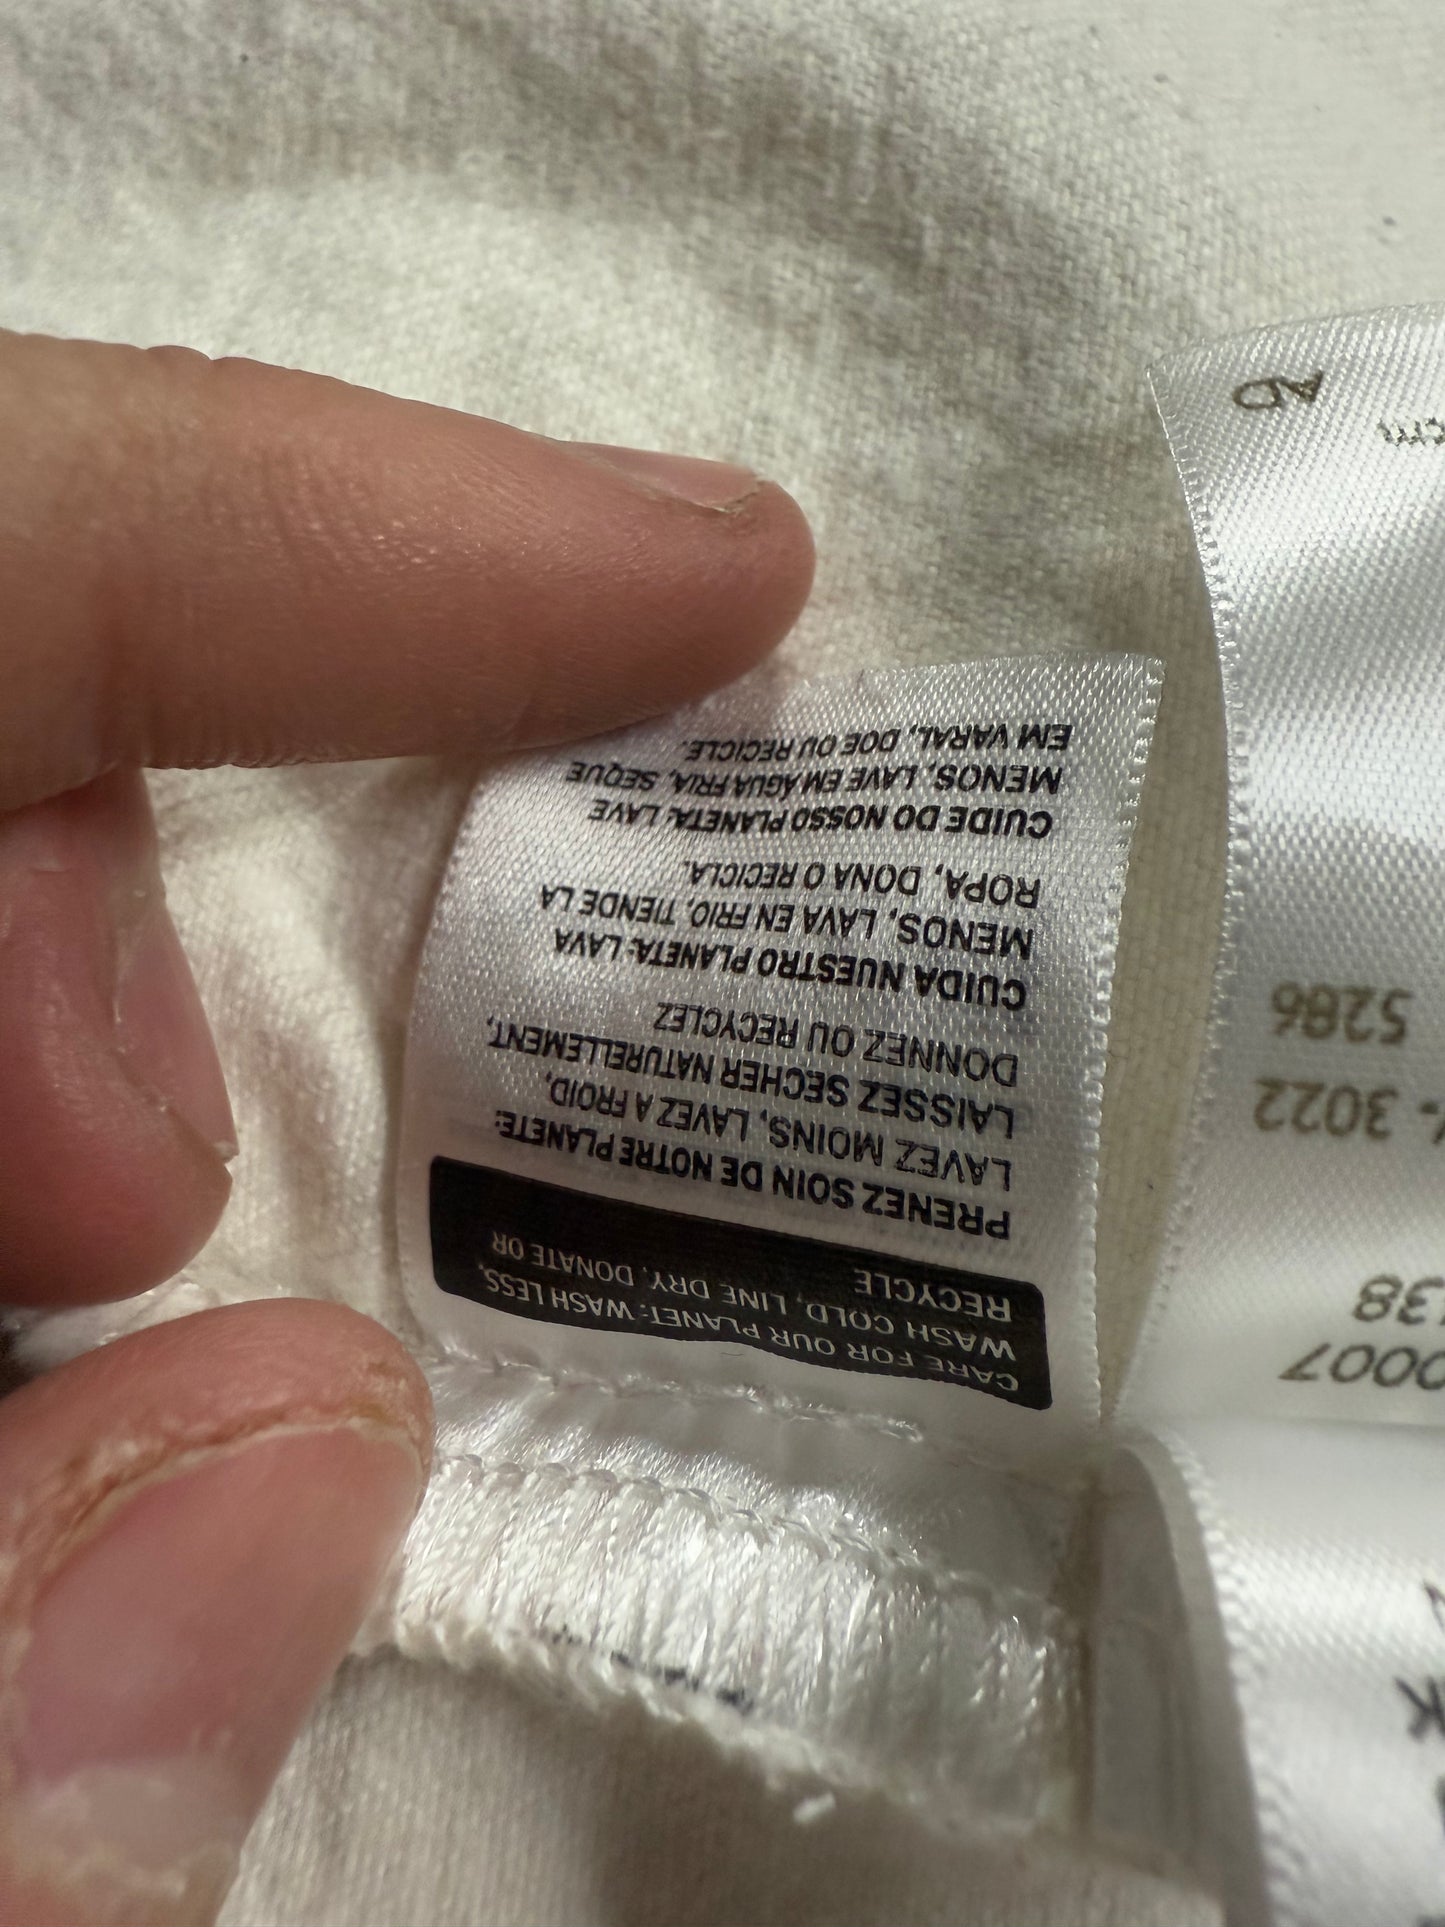 CARE FOR OUR PLANET: WASH LESS,
WASH COLD, LINE DRY, DONATE OR
RECYCLE
PRENEZ SOIN DE NOTRE PLANETE:
LAVEZ MOINS, LAVEZ A FROID,
LAISSEZ SECHER NATURELLEMENT,
DONNEZ OU RECYCLEZ
CUIDA NUESTRO PLANETA: LAVA
MENOS, LAVA EN FRIO, TIENDE LA
ROPA, DONA O RECICLA.
CUIDE DO NOSSO PLANETA: LAVE
MENOS, LAVE EM ÁGUA FRIA, SEQUE
EM VARAL, DOE OU RECICLE.
0007
138
3022
5286
cm